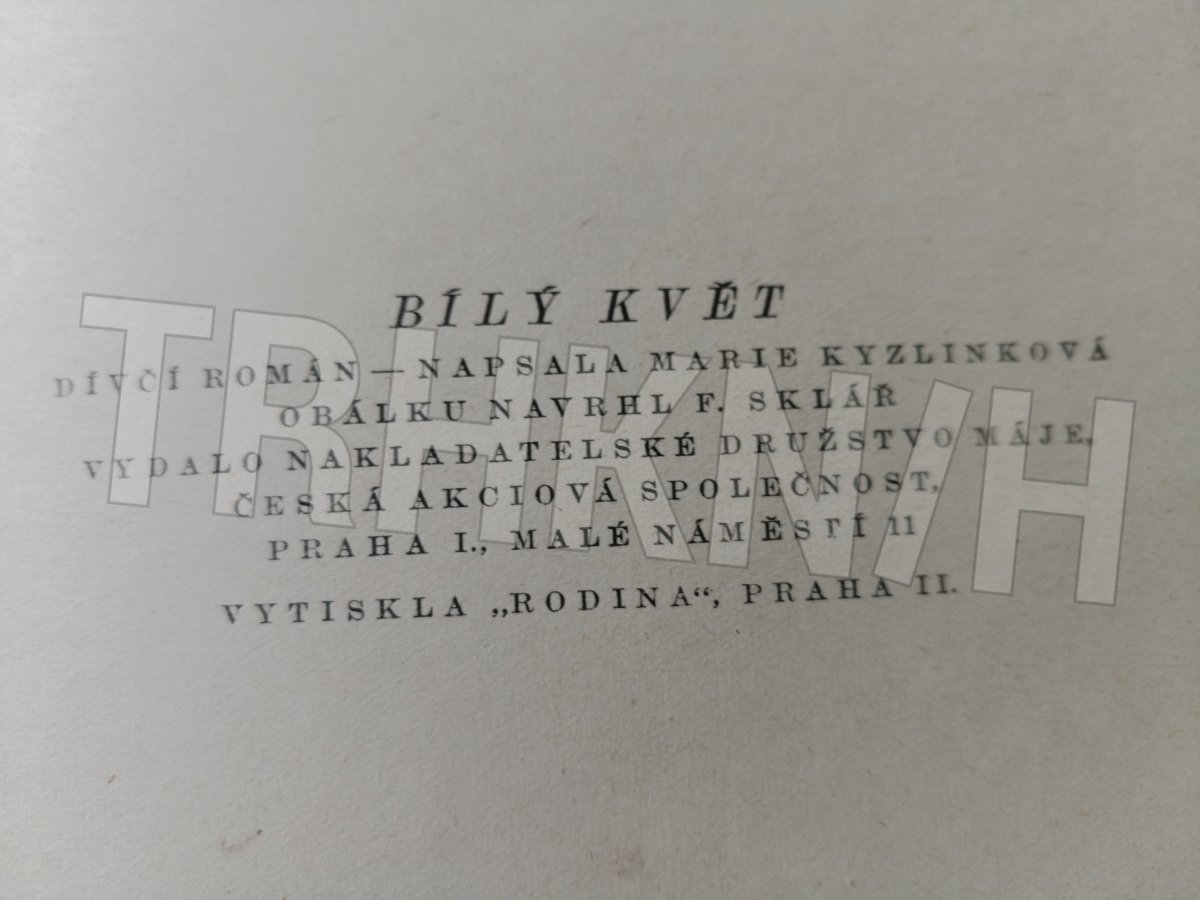 BÍLÝ KVĚT
DÍVČÍ ROMÁN — NAPSALA MARIE KYZLINKOVÁ
OBÁLKU NAVRHL F. SKLÁŘ
VYDALO NAKLADATELSKÉ DRUŽSTVO MÁJE,
ČESKÁ AKCIOVÁ SPOLEČNOST,
PRAHA I., MALÉ NÁMĚSTÍ 11
VYTISKLA „RODINA“, PRAHA II.